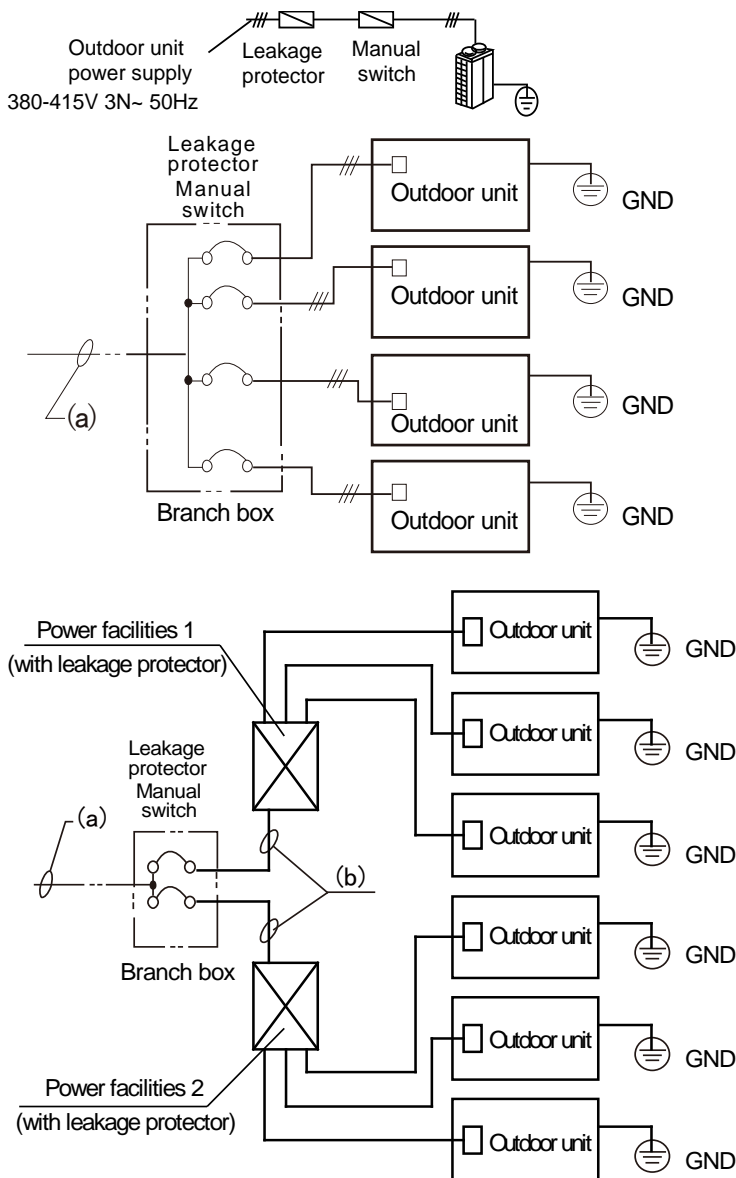 Outdoor unit
power supply
380-415V 3N~ 50Hz
Leakage
protector
Manual
switch
Leakage
protector
Manual
switch
Outdoor unit
GND
Outdoor unit
GND
(a)
Outdoor unit
GND
Outdoor unit
GND
Branch box
Power facilities 1
(with leakage protector)
Outdoor unit
GND
Outdoor unit
GND
Leakage
protector
Manual
switch
(a)
Outdoor unit
GND
(b)
Branch box
Outdoor unit
GND
Outdoor unit
GND
Power facilities 2
(with leakage protector)
Outdoor unit
GND